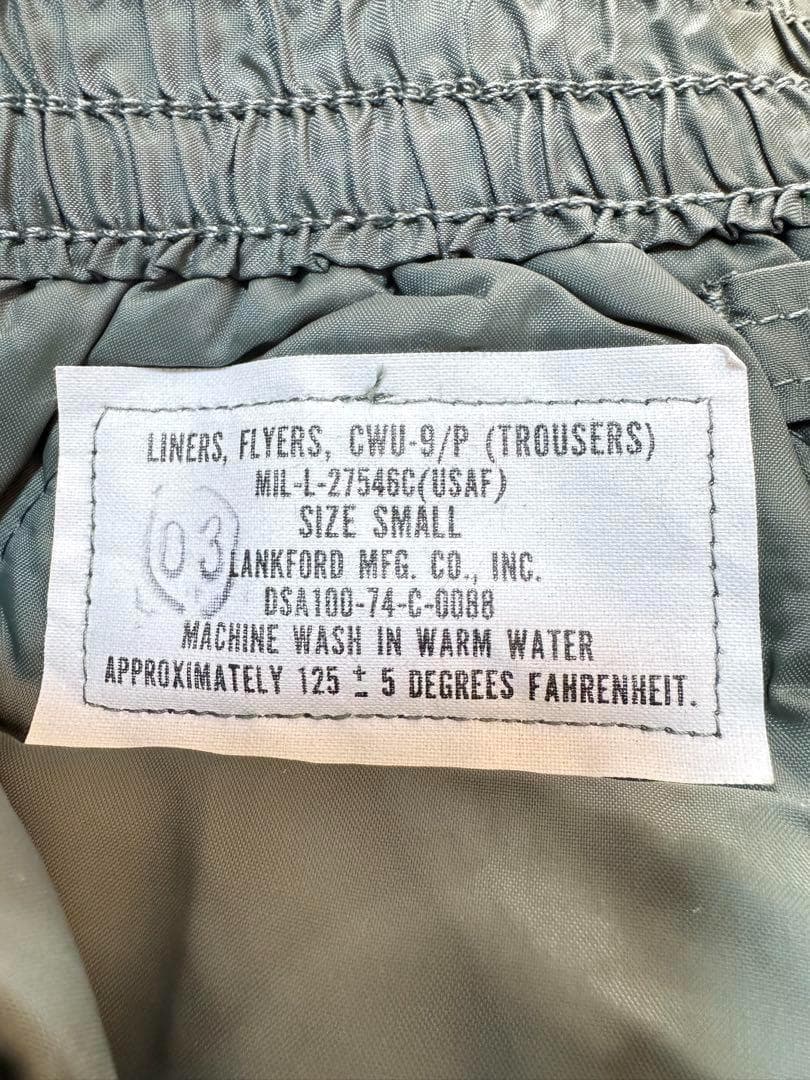 LINERS, FLYERS, CWU-9/P (TROUSERS)
MIL-L-27546C(USAF)
SIZE SMALL
03
LANKFORD MFG. CO., INC.
DSA100-74-C-0088
MACHINE WASH IN WARM WATER
APPROXIMATELY 125 ± 5 DEGREES FAHRENHEIT.